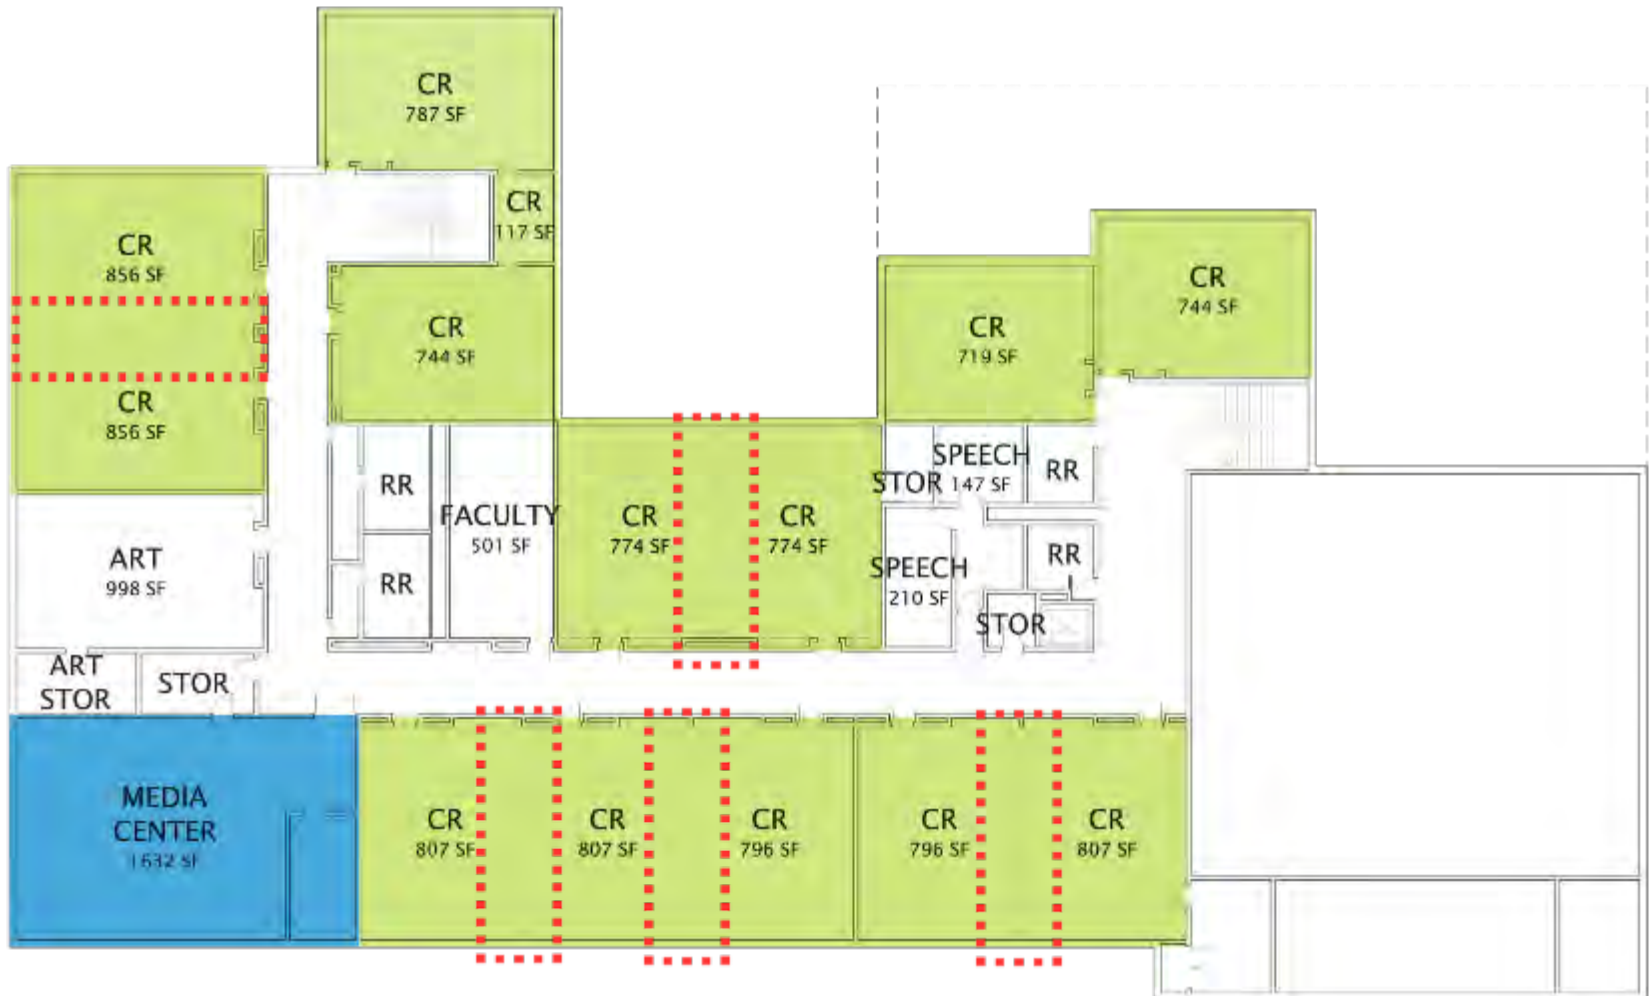 CR
787 SF
CR
117 SF
CR
856 SF
CR
744 SF
CR
719 SF
CR
744 SF
CR
856 SF
RR
FACULTY
501 SF
CR
774 SF
CR
774 SF
STOR
SPEECH
147 SF
RR
ART
998 SF
RR
SPEECH
210 SF
RR
STOR
ART
STOR
STOR
MEDIA
CENTER
1632 SF
CR
807 SF
CR
807 SF
CR
796 SF
CR
796 SF
CR
807 SF